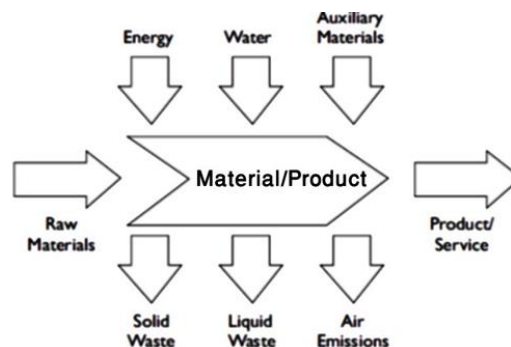 Auxiliary
Energy
Water
Materials
Material/Product
Raw
Materials
Product/
Service
Solid
Waste
Liquid
Waste
Air
Emissions